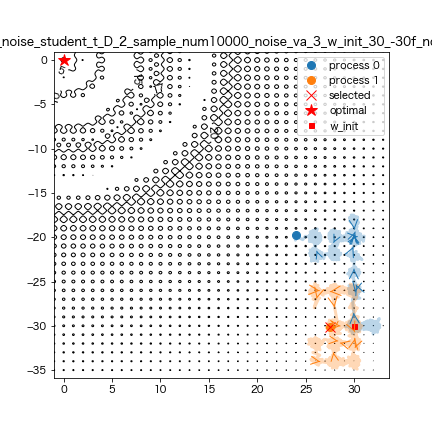 _noise_student_t_D_2_sample_num10000_noise_va_3_w_init_30_-30f_no
process 0
process 1
selected
optimal
w_init
0
−5
−10
−15
−20
−25
−30
−35
0
5
10
15
20
25
30